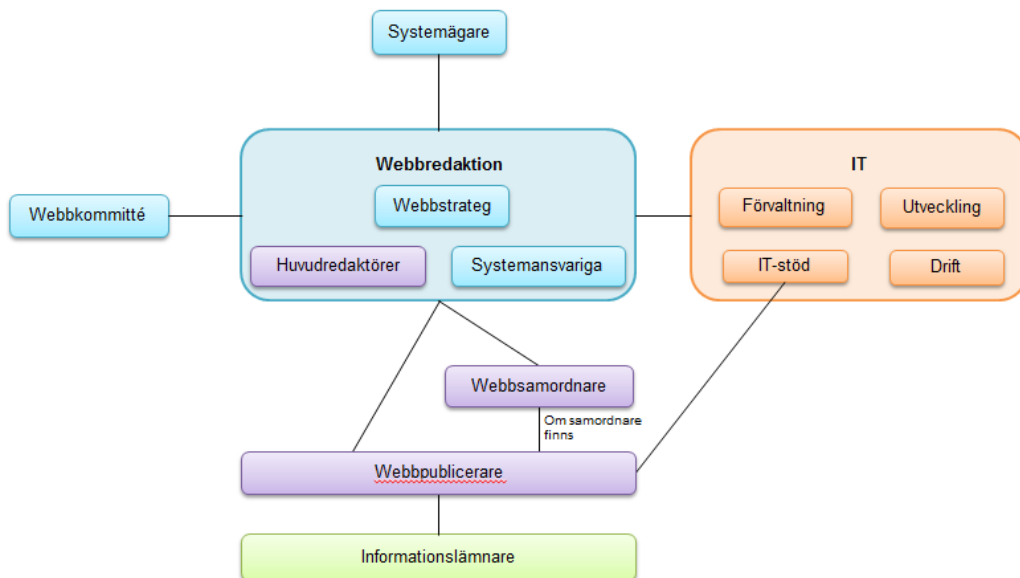 Systemägare
Webbredaktion
IT
Webbstrateg
Förvaltning
Utveckling
Webbkommitté
Huvudredaktörer
Systemansvariga
IT-stöd
Drift
Webbsamordnare
Om samordnare
finns
Webbpublicerare
Informationslämnare